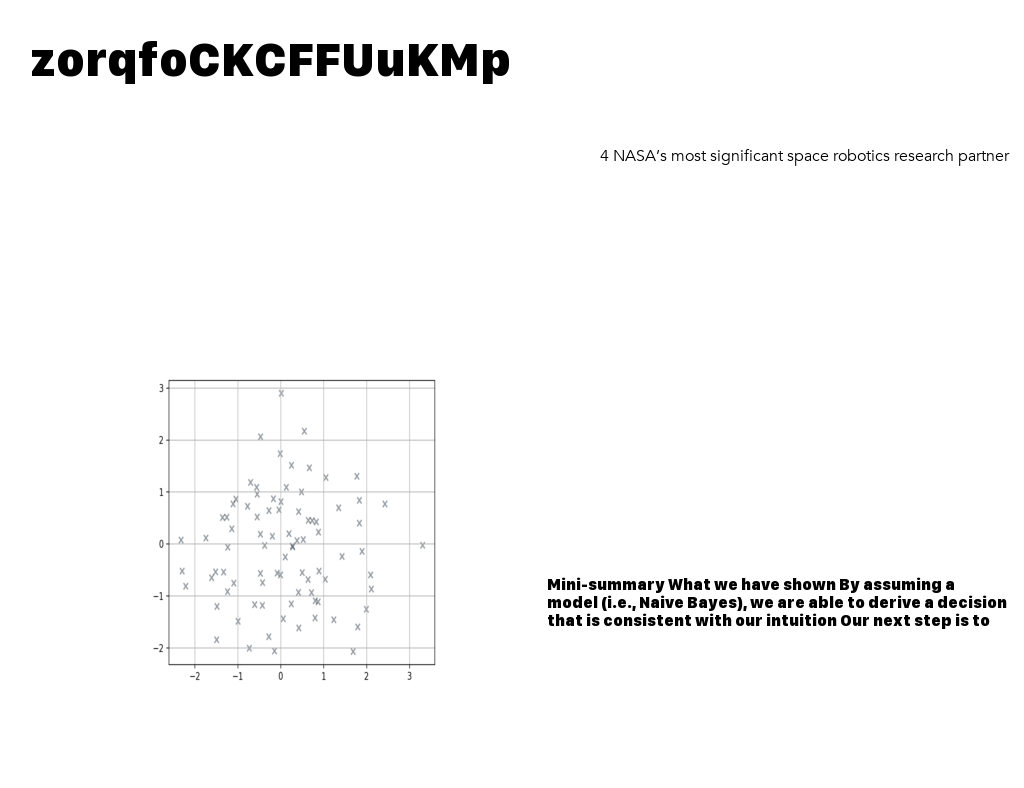 zorqfoCKCFFUuKMp
4 NASA's most significant space robotics research partner
3
2
1
0
−1
−2
−2 −1 0 1 2 3
Mini-summary What we have shown By assuming a
model (i.e., Naive Bayes), we are able to derive a decision
that is consistent with our intuition Our next step is to